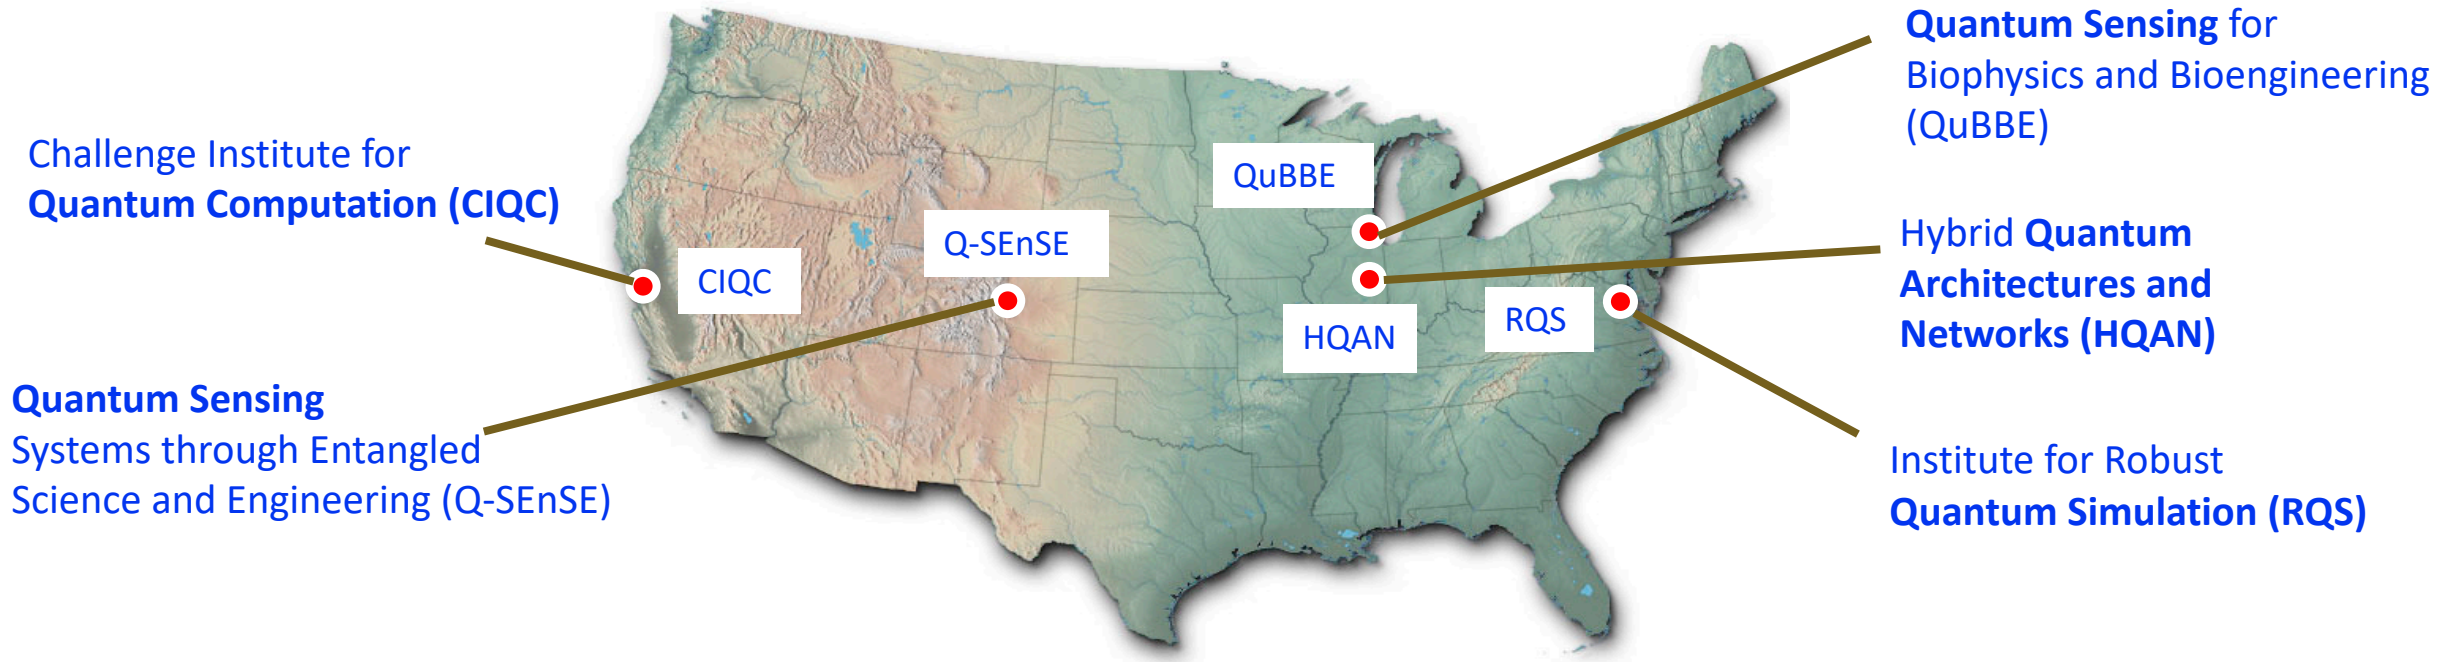 Quantum Sensing for
Biophysics and Bioengineering
(QuBBE)
Challenge Institute for
Quantum Computation (CIQC)
QuBBE
Q-SEnSE
CIQC
Hybrid Quantum
Architectures and
Networks (HQAN)
RQS
HQAN
Quantum Sensing
Systems through Entangled
Science and Engineering (Q-SEnSE)
Institute for Robust
Quantum Simulation (RQS)